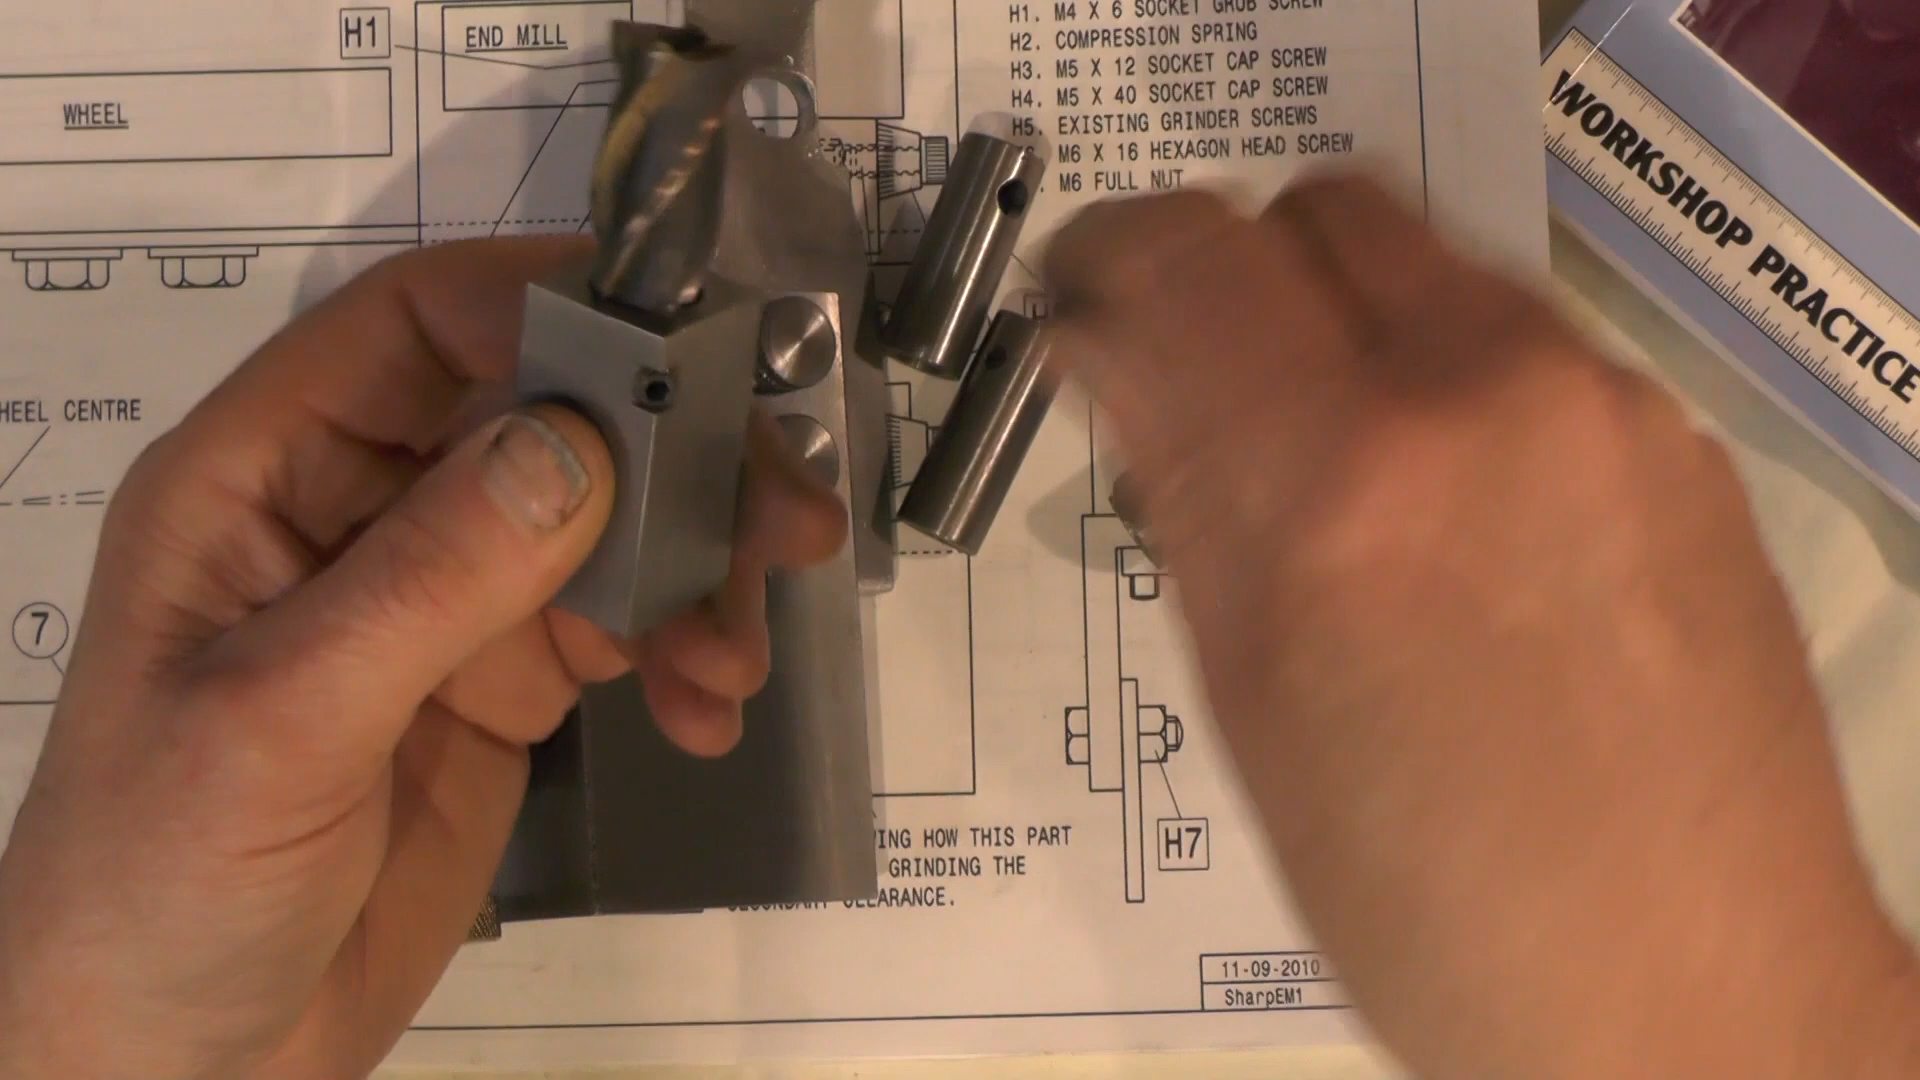 H1
END MILL
WHEEL
H1. M4 X 6 SOCKET GRUB SCREW
H2. COMPRESSION SPRING
H3. M5 X 12 SOCKET CAP SCREW
H4. M5 X 40 SOCKET CAP SCREW
H5. EXISTING GRINDER SCREWS
M6 X 16 HEXAGON HEAD SCREW
M6 FULL NUT
WORKSHOP PRACTICE
HEEL CENTRE
7
H7
ING HOW THIS PART
GRINDING THE
SECONDARY CLEARANCE.
11-09-2010
SharpEM1